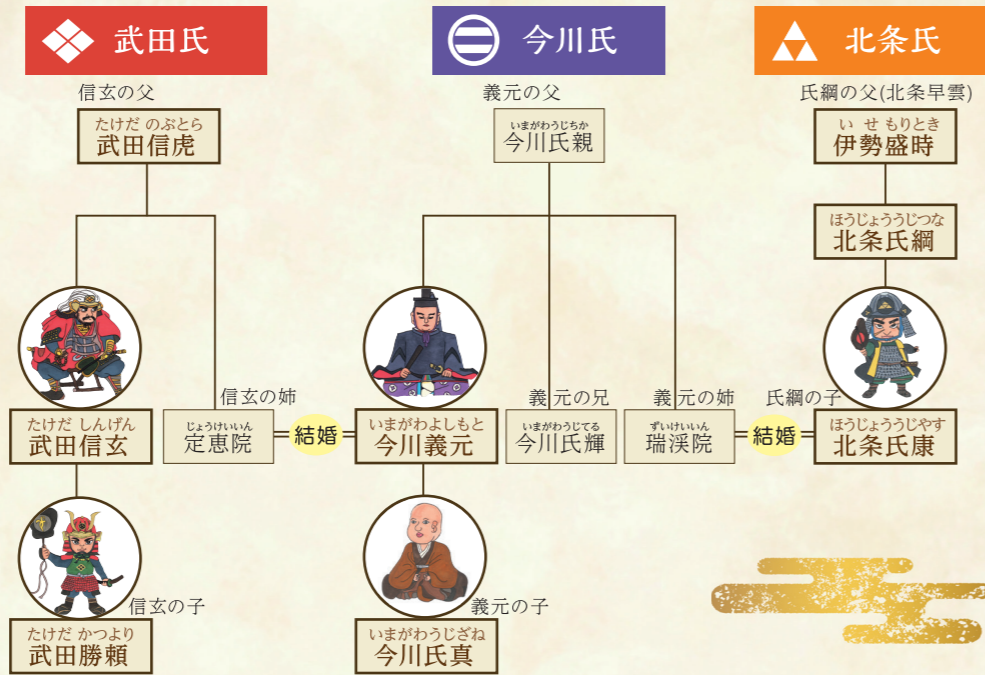 武田氏
今川氏
北条氏
信玄の父
たけだ のぶとら
武田信虎
義元の父
いまがわうじちか
今川氏親
氏綱の父(北条早雲)
いせ もりとき
伊勢盛時
ほうじょううじつな
北条氏綱
たけだ しんげん
武田信玄
信玄の姉
じょうけいいん
定恵院
結婚
いまがわよしもと
今川義元
義元の兄
いまがわうじてる
今川氏輝
義元の姉
ずいけいいん
瑞渓院
結婚
氏綱の子
ほうじょううじやす
北条氏康
信玄の子
たけだ かつより
武田勝頼
義元の子
いまがわうじざね
今川氏真